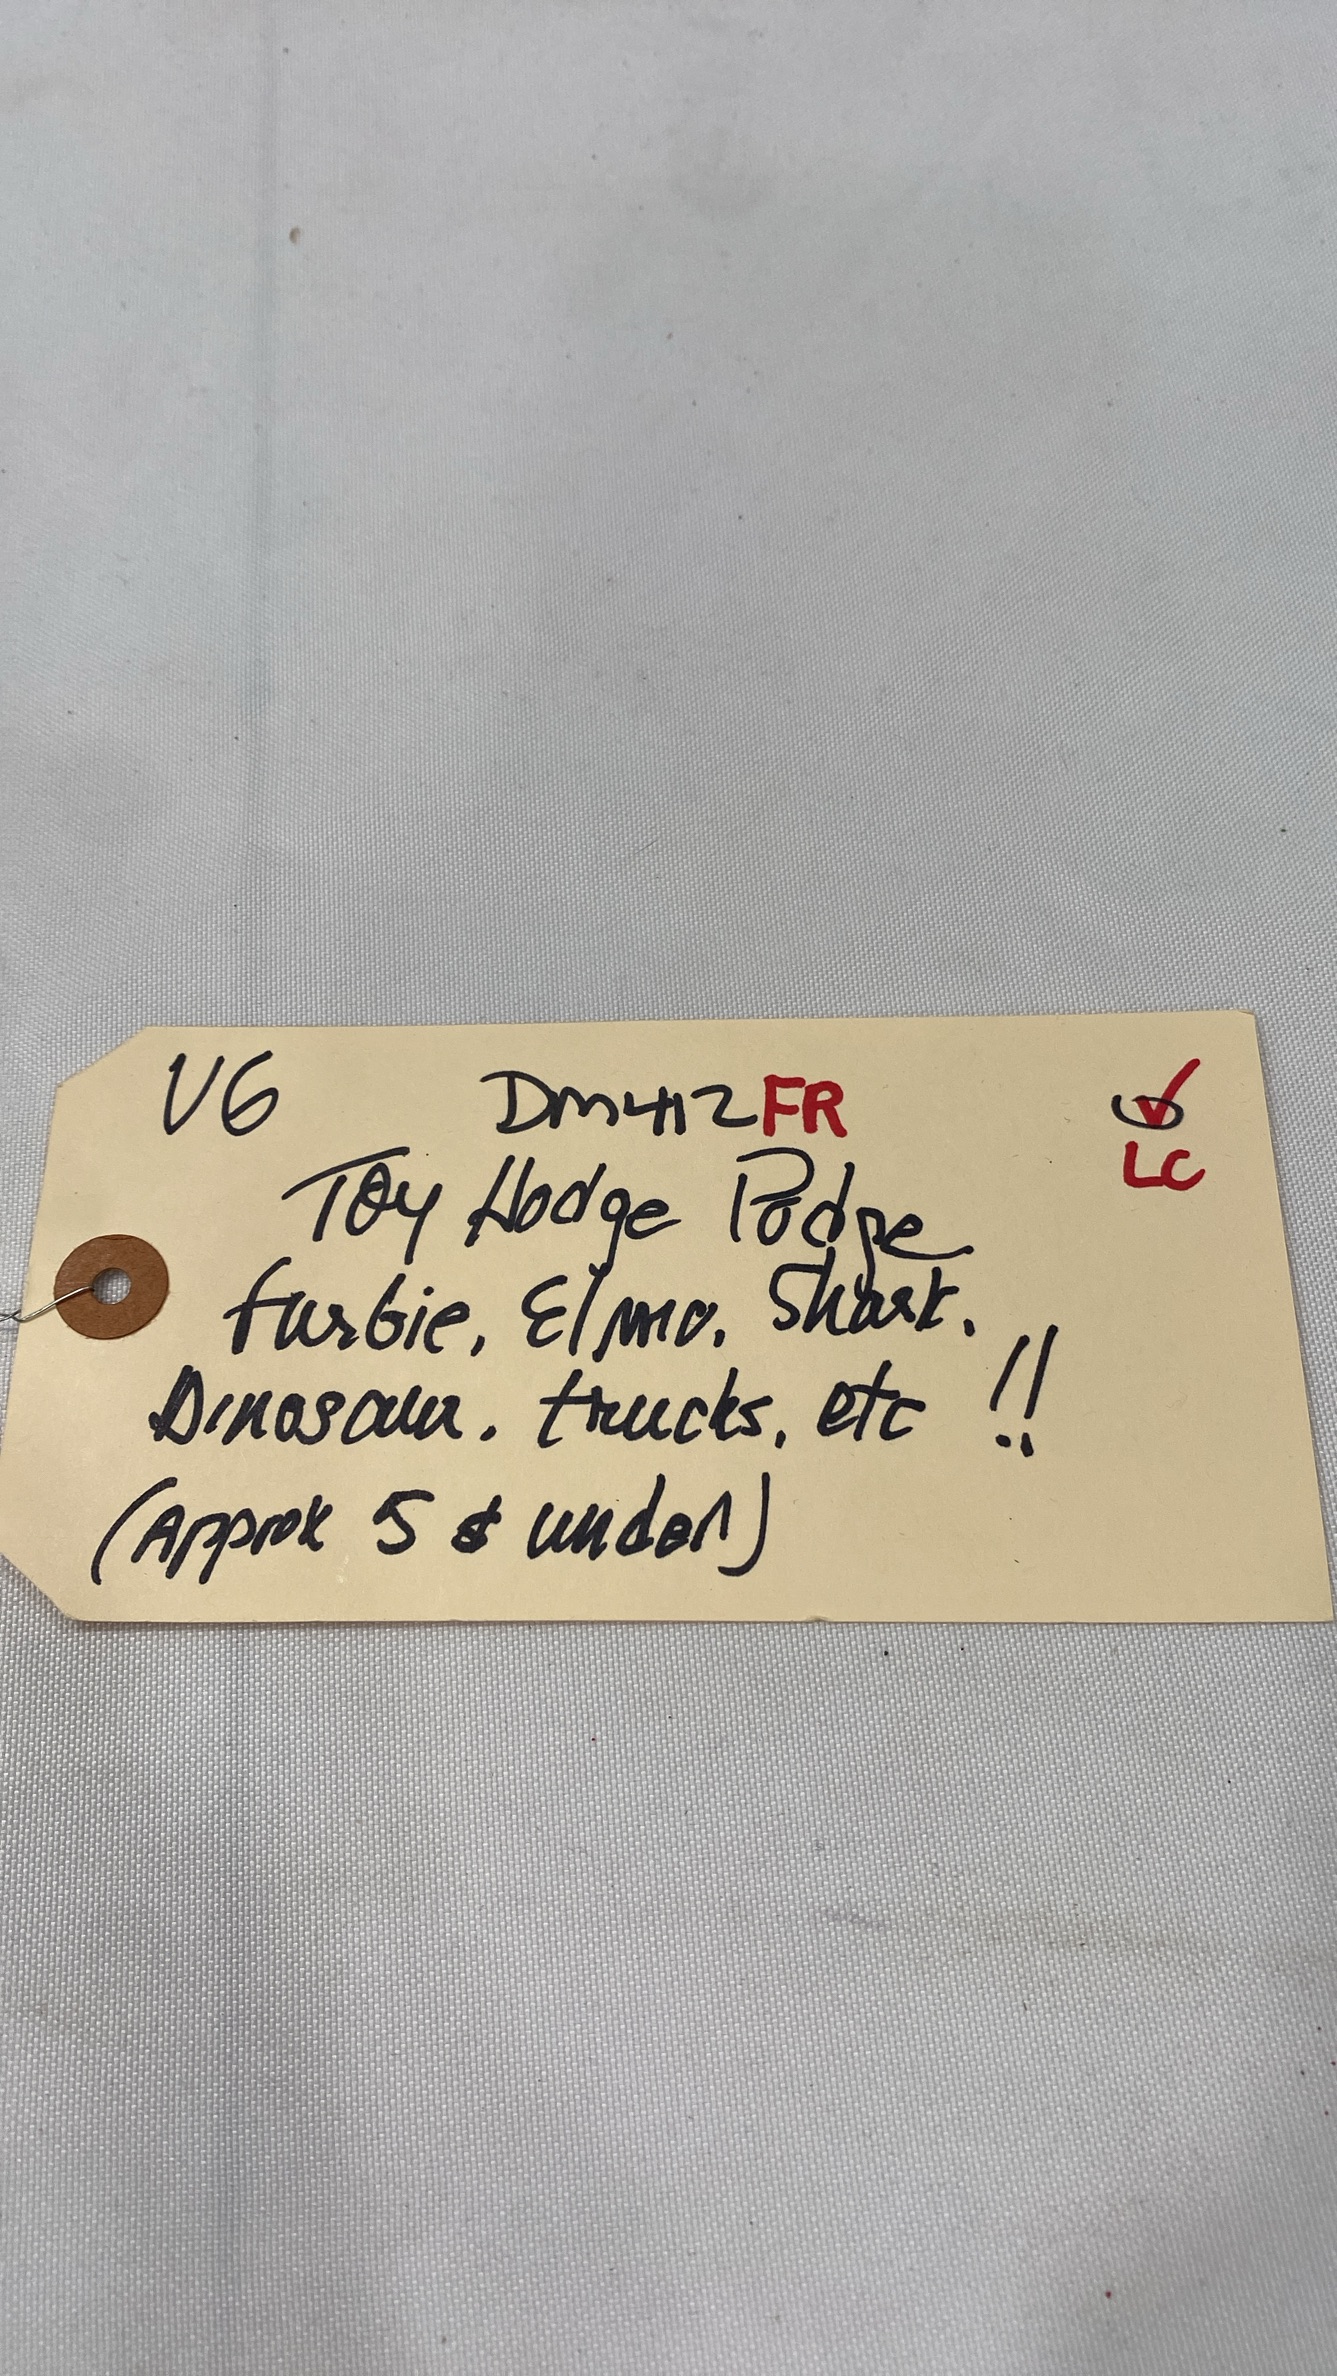 VG DM412FR
LC
Toy Hodge Podge
furbie, Elmo, Shark,
Dinosaur, trucks, etc !!
(Approx 5 & under)